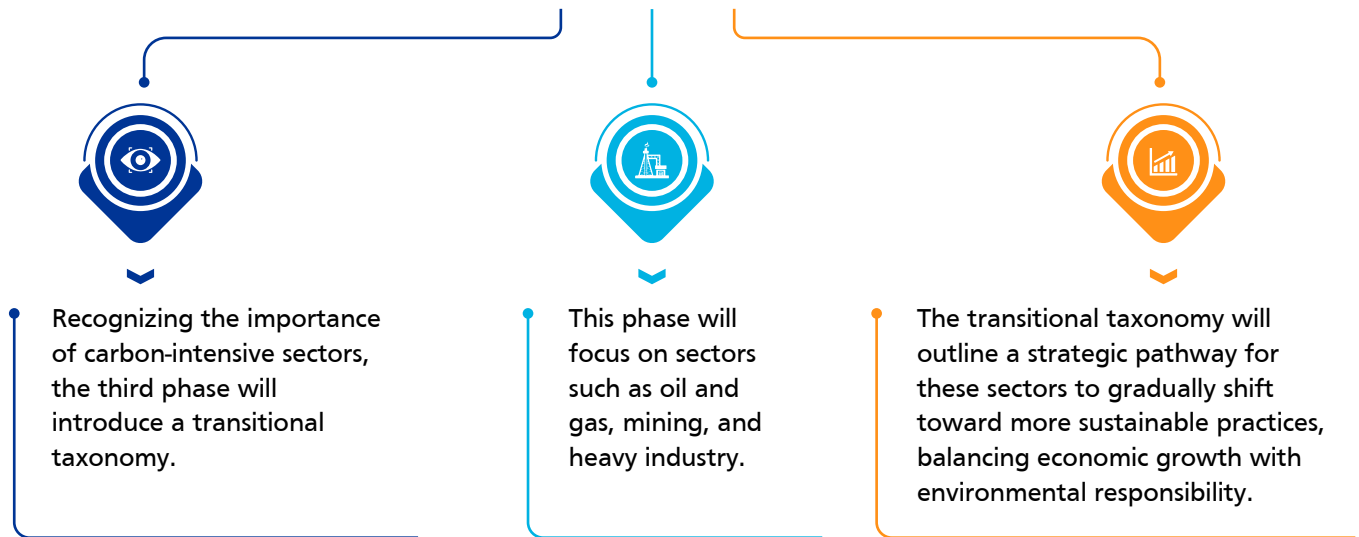 Recognizing the importance
of carbon-intensive sectors,
the third phase will
introduce a transitional
taxonomy.
This phase will
focus on sectors
such as oil and
gas, mining, and
heavy industry.
The transitional taxonomy will
outline a strategic pathway for
these sectors to gradually shift
toward more sustainable practices,
balancing economic growth with
environmental responsibility.